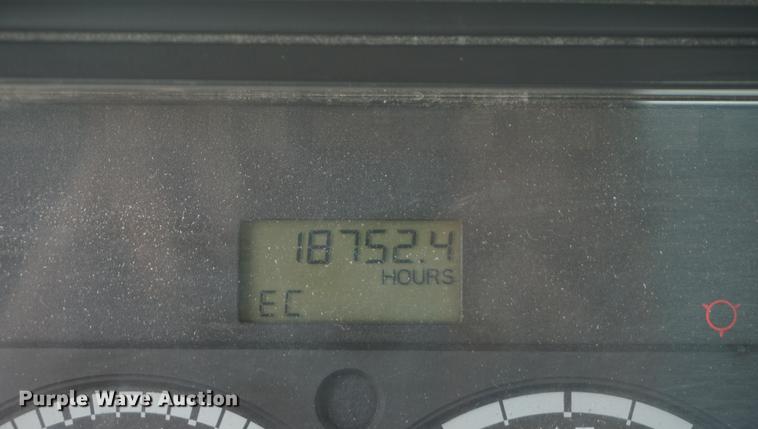 18752.4
HOURS
EC
Purple Wave Auction